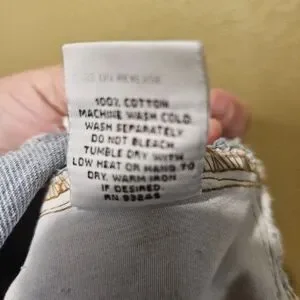 100% COTTON
MACHINE WASH COLD
WASH SEPARATELY
DO NOT BLEACH
TUMBLE DRY WITH
LOW HEAT OR HANG TO
DRY. WARM IRON
IF DESIRED.